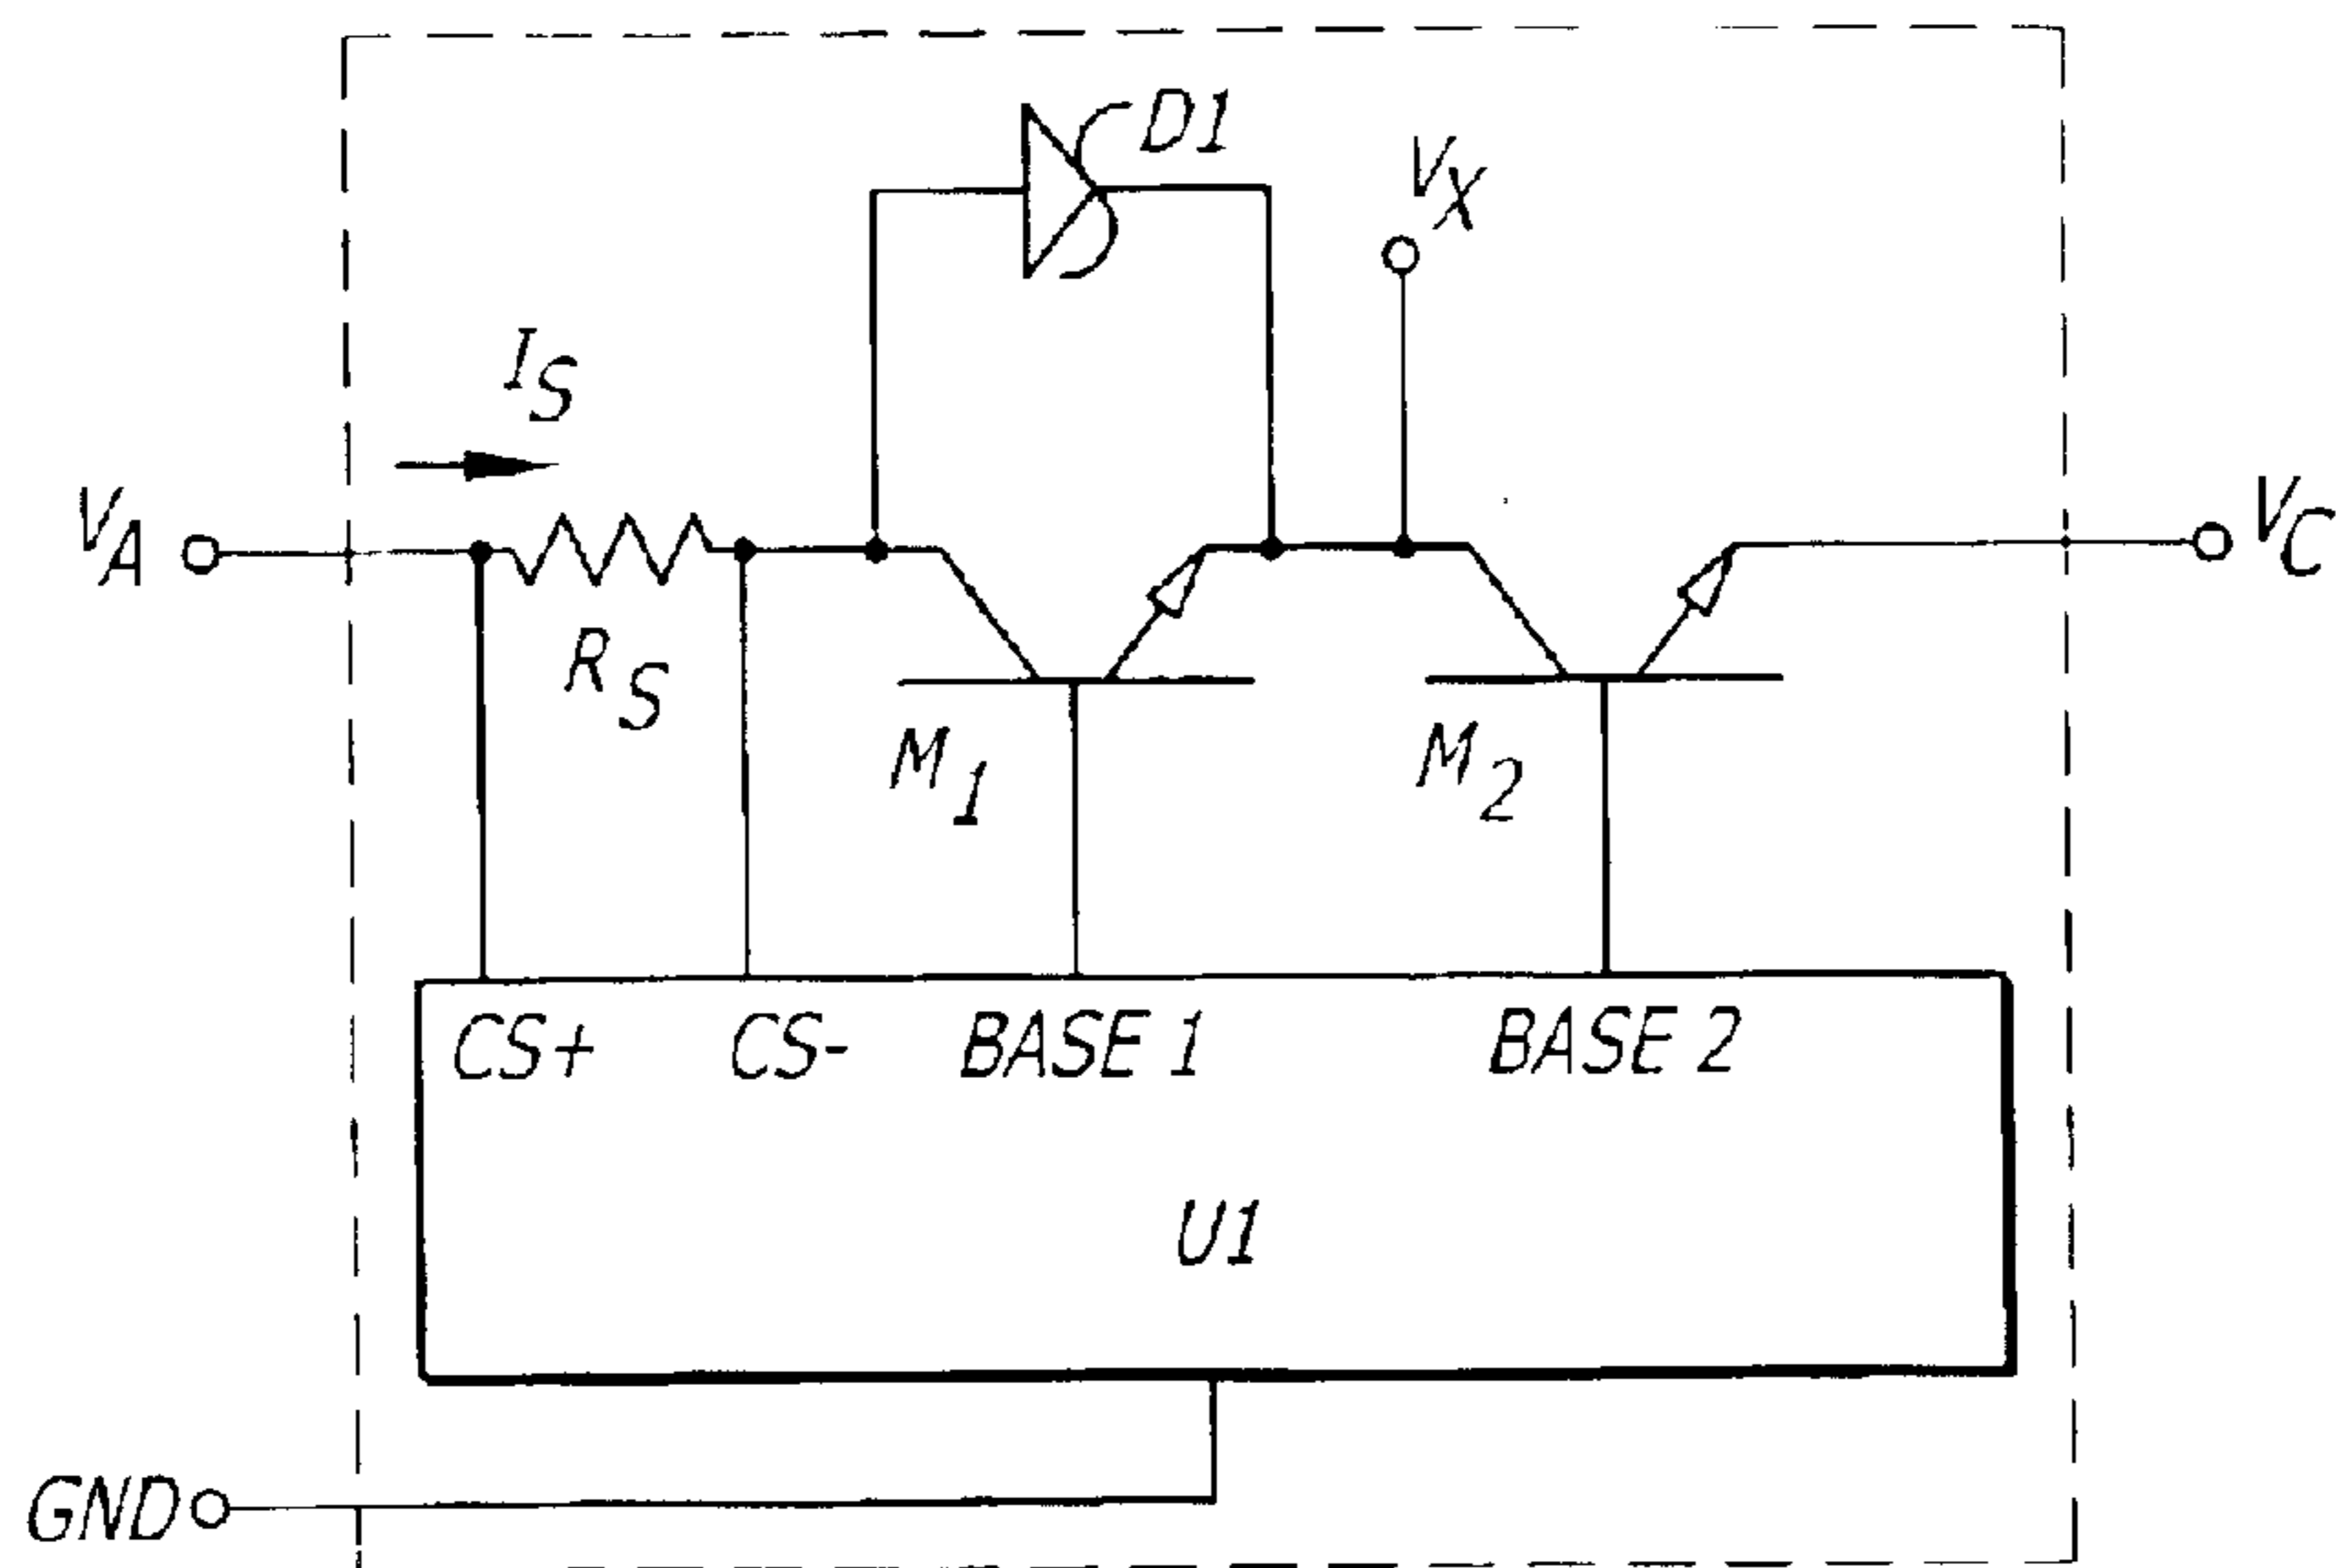 D1
VX
IS
VA
VC
RS
M1
M2
CS+ CS- BASE 1 BASE 2
U1
GND